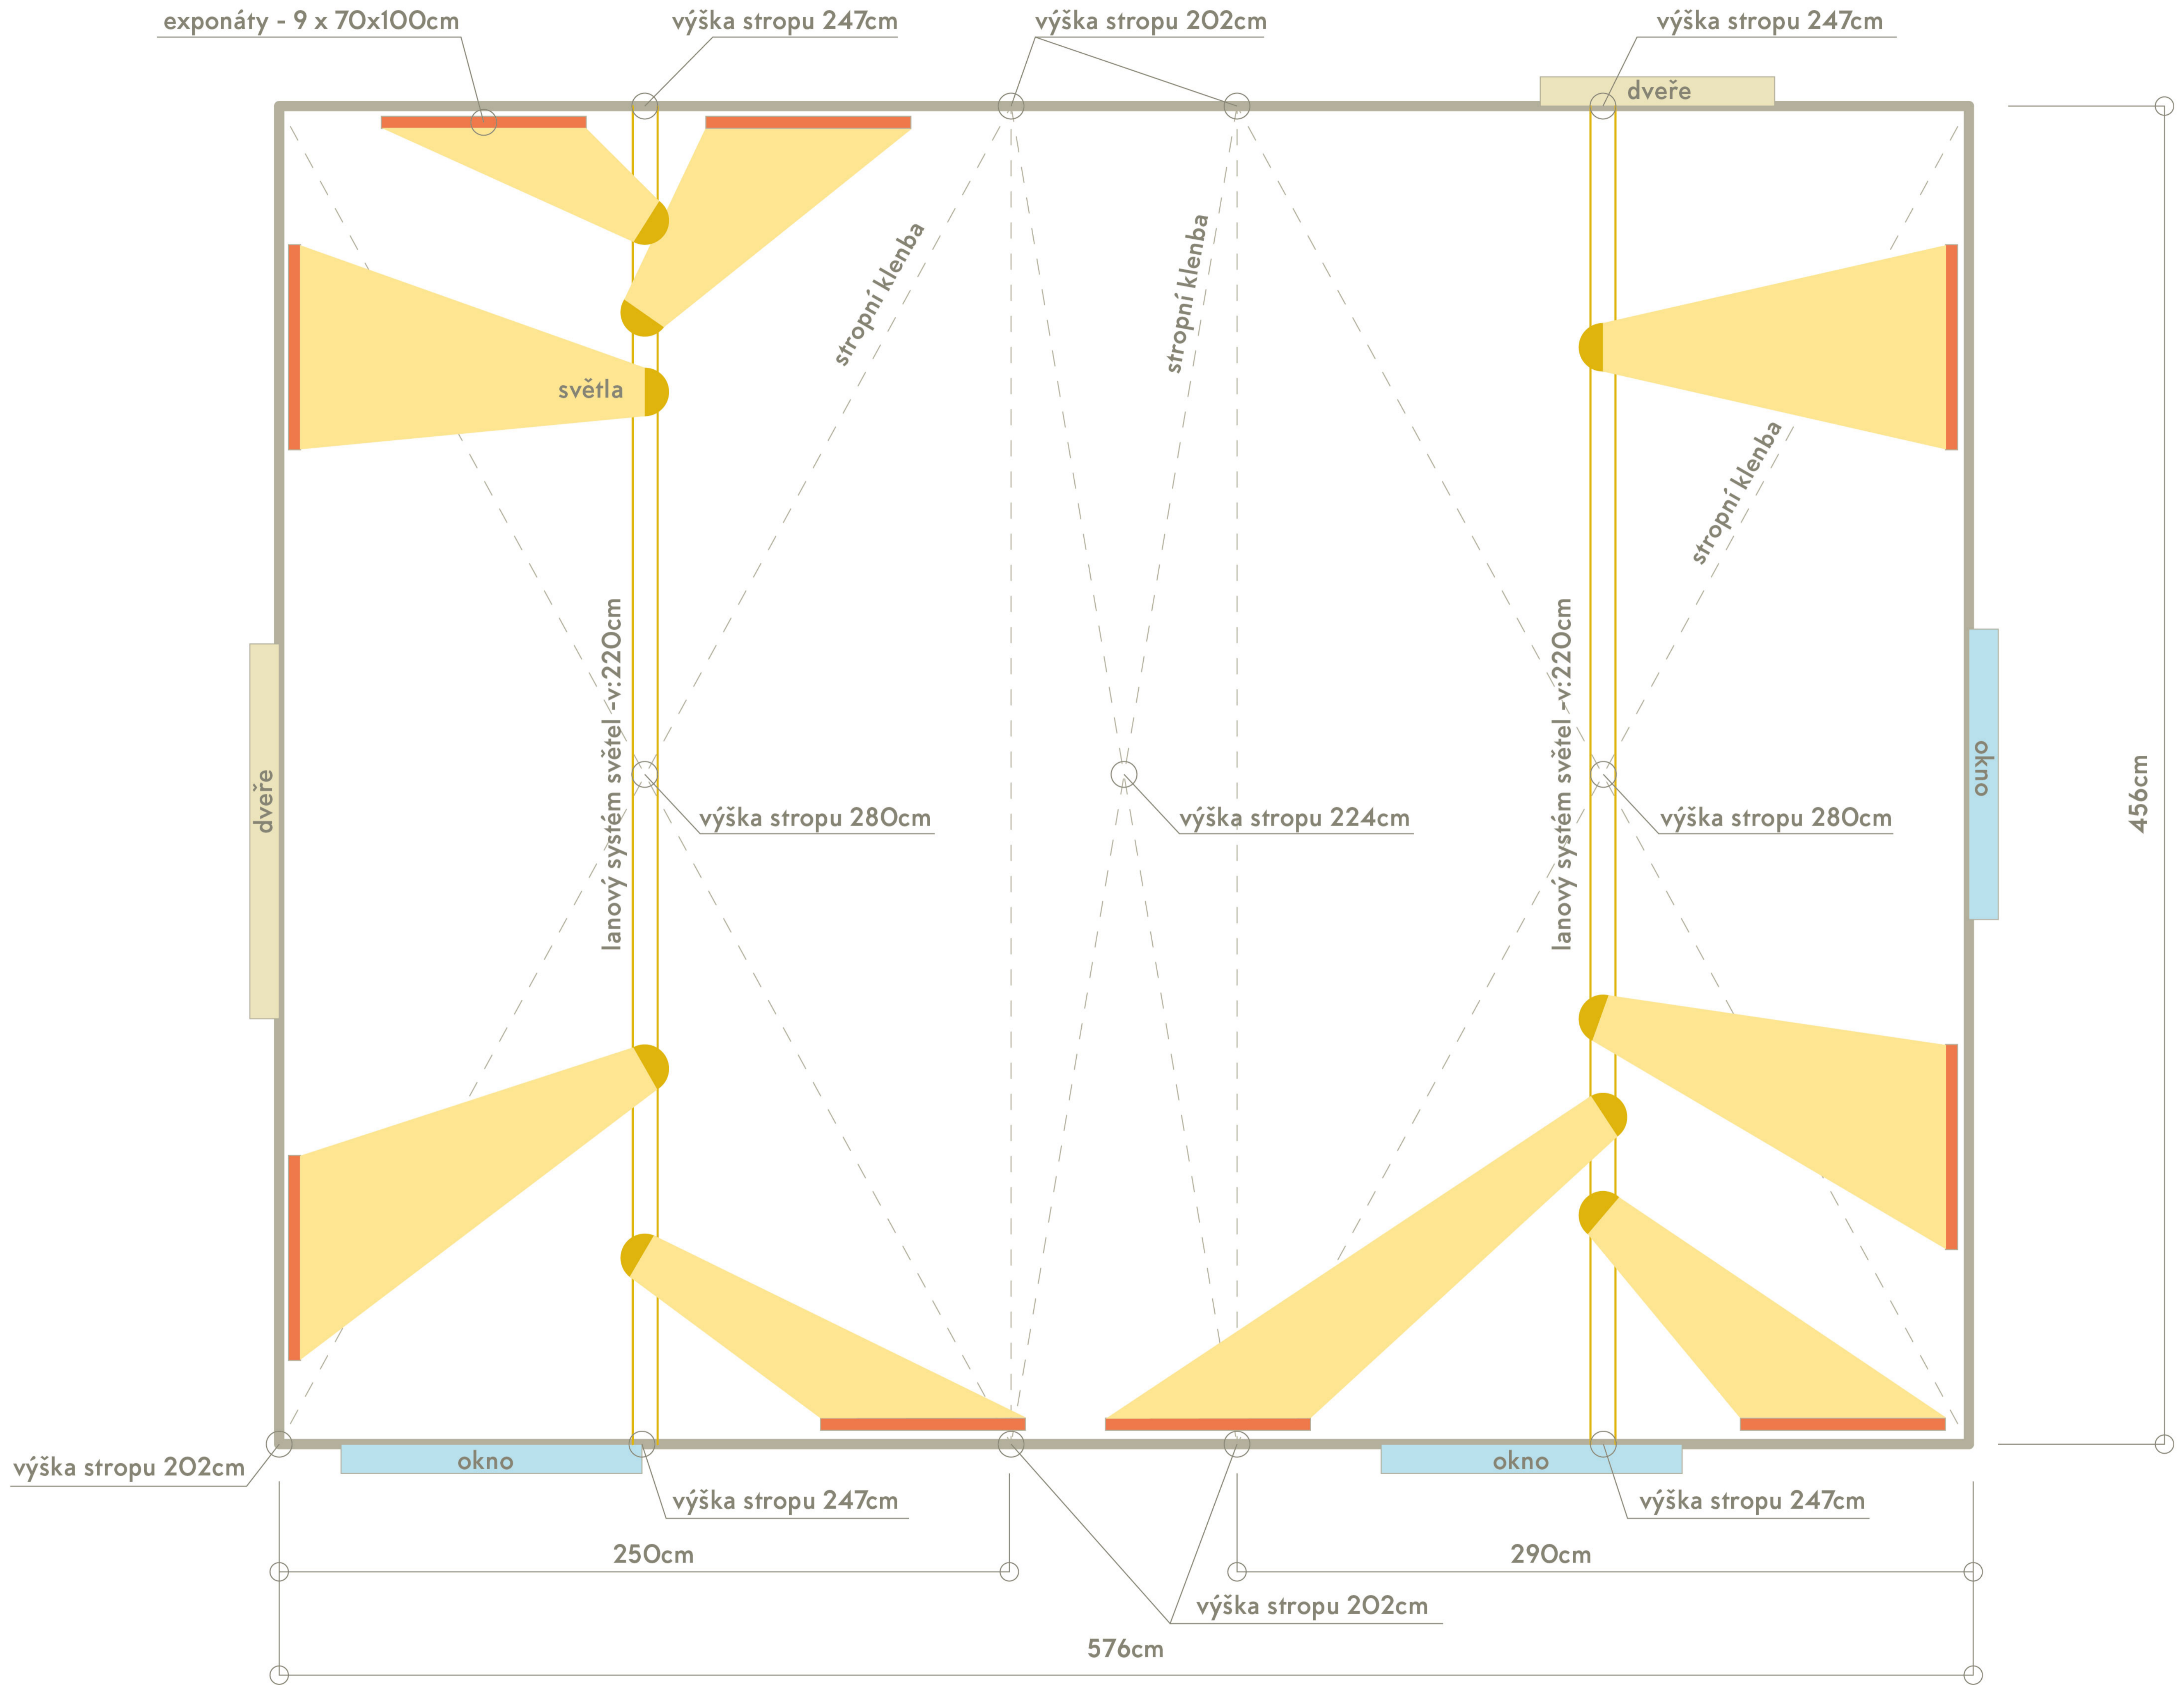 exponáty - 9 x 70x100cm
výška stropu 247cm
výška stropu 202cm
výška stropu 247cm
dveře
stropní klenba
stropní klenba
světla
stropní klenba
lanový systém světel -v:220cm
lanový systém světel -v:220cm
dveře
okno
456cm
výška stropu 280cm
výška stropu 224cm
výška stropu 280cm
okno
okno
výška stropu 202cm
výška stropu 247cm
výška stropu 247cm
250cm
290cm
výška stropu 202cm
576cm